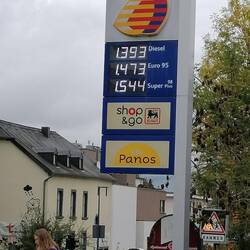 1.393 Diesel
1.473 Euro 95
1.544 Super Plus 98
shop
&go
Panos